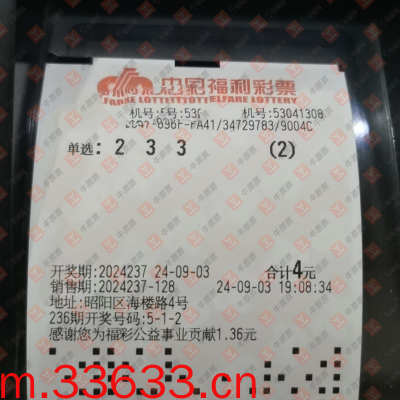 中国福利彩票
机号:53041308
单选: 2 3 3 (2)
开奖期:2024237 24-09-03 合计4元
销售期:2024237-128 24-09-03 19:08:34
地址:昭阳区海楼路4号
236期开奖号码:5-1-2
感谢您为福彩公益事业贡献1.36元
m.33633.cn